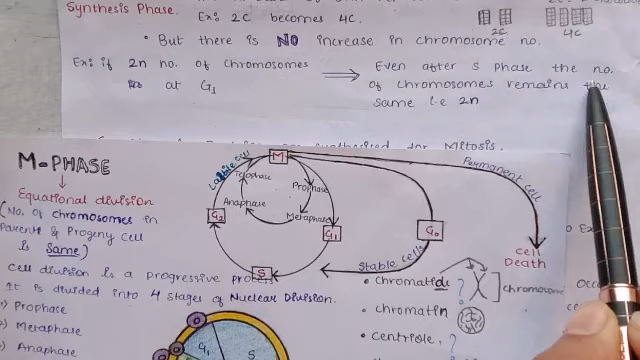 Synthesis Phase.
Ex: 2C becomes 4C.
2C
4C
• But there is NO increase in chromosome no.
Ex: if 2n no. of chromosomes
at G1
⟹
Even after S phase the no.
of chromosomes remains the
same i.e 2n
for Mitosis.
M-PHASE
↓
Equational division
(No. of chromosomes in
Parent & Progeny cell
is same)
Cell division is a progressive process
It is divided into 4 stages of Nuclear Division.
Prophase
Metaphase
Anaphase
M
Telophase
Prophase
Anaphase
Metaphase
G2
G1
S
G0
Permanent cell
Cell
Death
Stable cells
• chromatids ?
] chromosome
• chromatin
• centriole, ?
G1
S